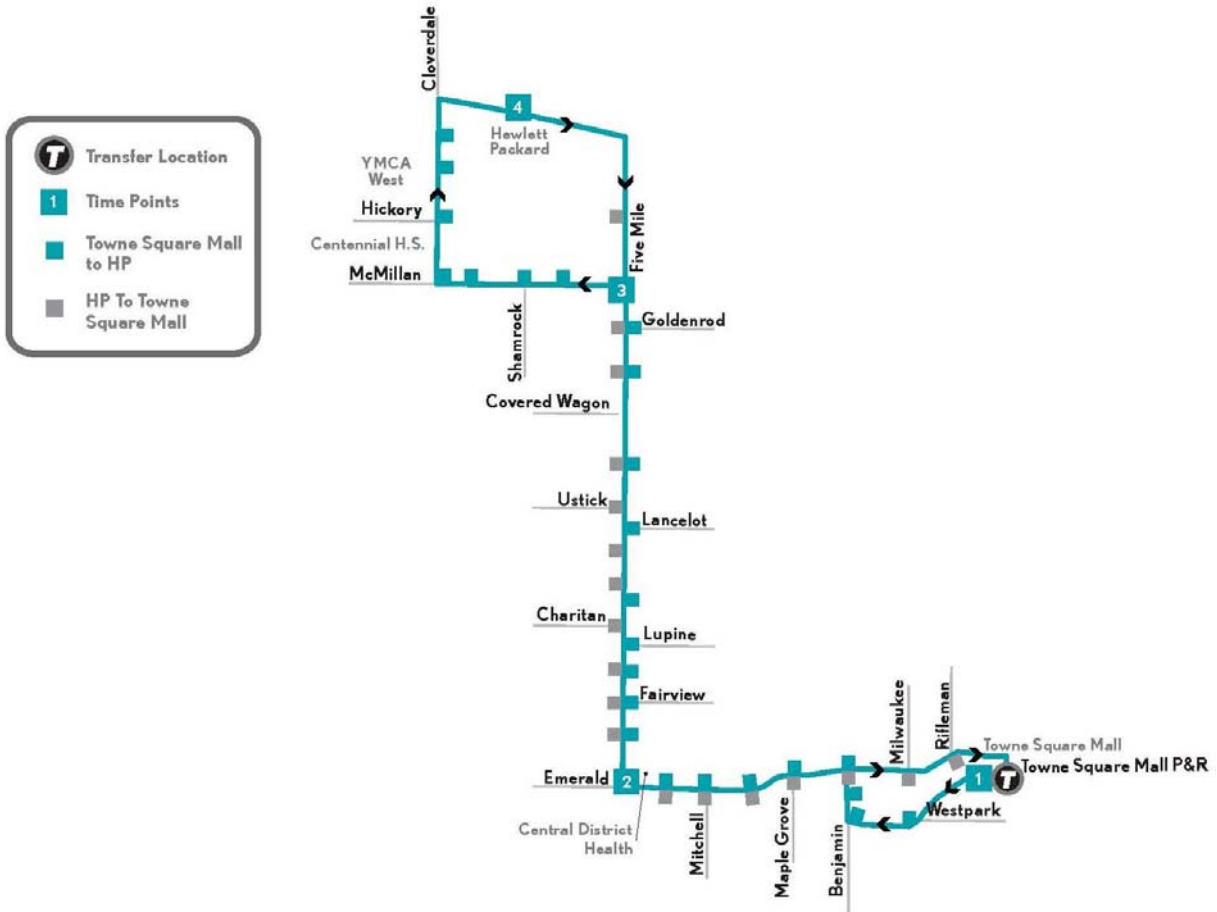 T
Transfer Location
1
Time Points
Towne Square Mall
to HP
HP To Towne
Square Mall
Cloverdale
4
Hewlett
Packard
YMCA
West
Hickory
Five Mile
Centennial H.S.
McMillan
3
Shamrock
Goldenrod
Covered Wagon
Ustick
Lancelot
Charitan
Lupine
Fairview
Emerald
2
Central District
Health
Mitchell
Maple Grove
Benjamin
Milwaukee
Rifleman
Towne Square Mall
Towne Square Mall P&R
1
T
Westpark